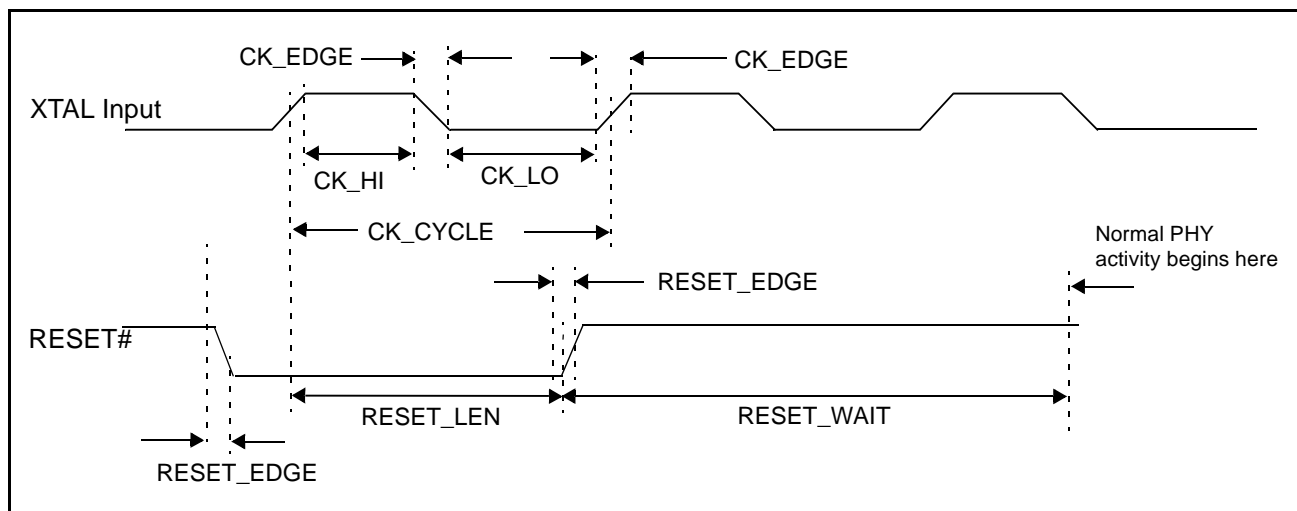 CK_EDGE
CK_EDGE
XTAL Input
CK_HI
CK_LO
CK_CYCLE
Normal PHY
activity begins here
RESET_EDGE
RESET#
RESET_LEN
RESET_WAIT
RESET_EDGE